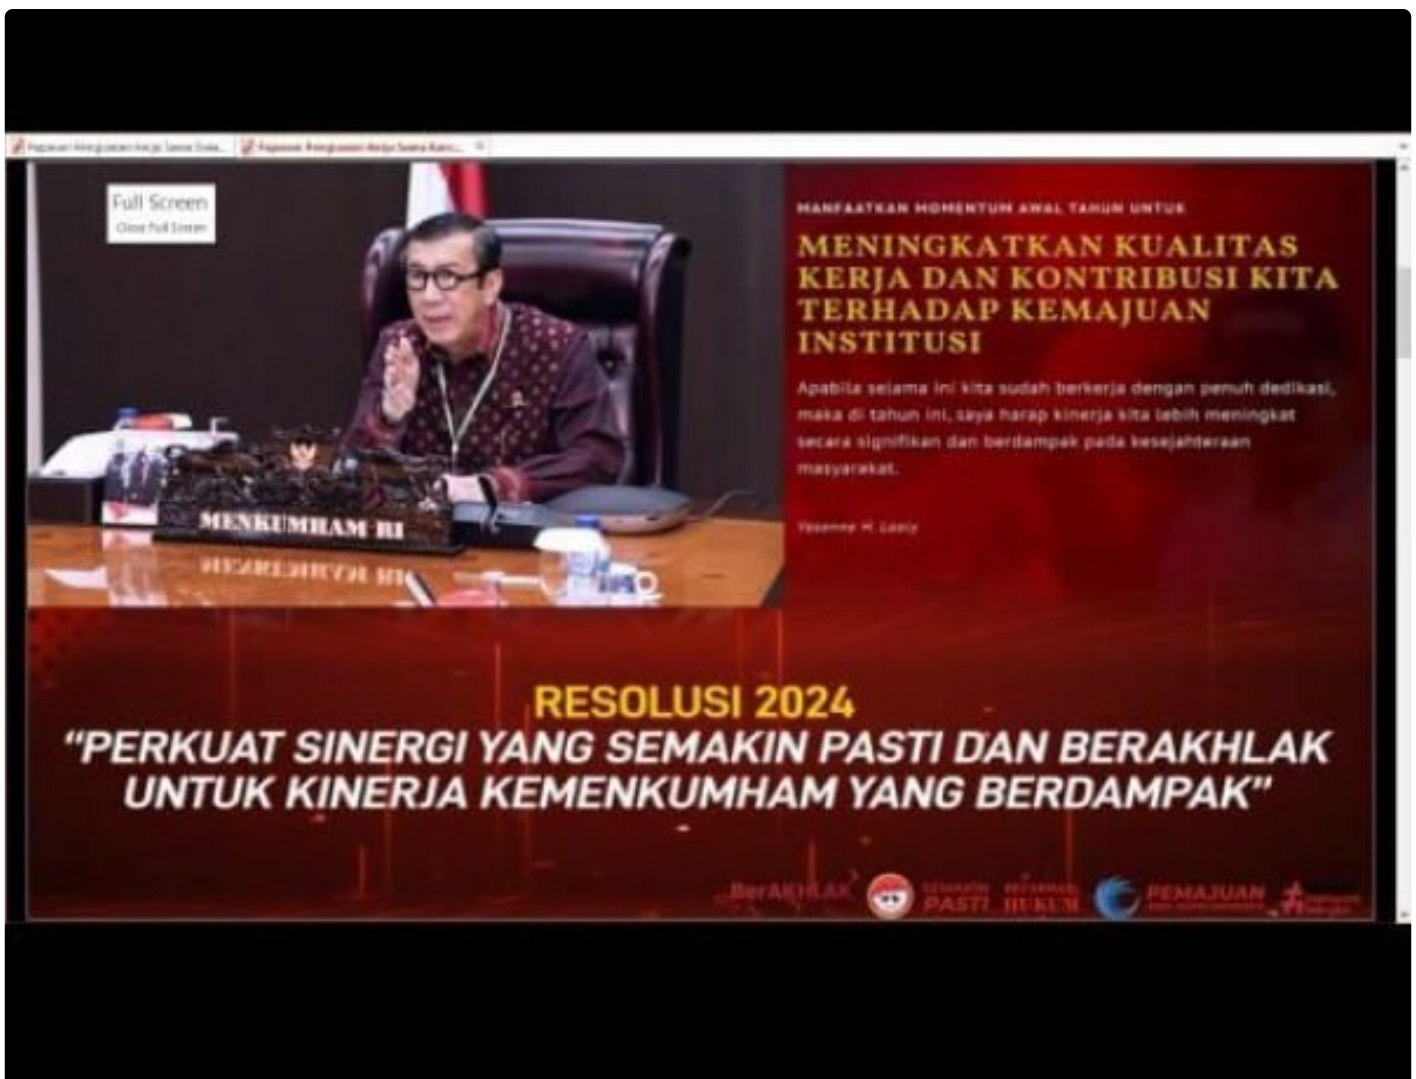 Full Screen
Close Full Screen
MANFAATKAN MOMENTUM AWAL TAHUN UNTUK
MENINGKATKAN KUALITAS
KERJA DAN KONTRIBUSI KITA
TERHADAP KEMAJUAN
INSTITUSI
Apabila selama ini kita sudah berkerja dengan penuh dedikasi,
maka di tahun ini, saya harap kinerja kita lebih meningkat
secara signifikan dan berdampak pada kesejahteraan
masyarakat.
Yasonna H. Laoly
MENKUMHAM RI
RESOLUSI 2024
“PERKUAT SINERGI YANG SEMAKIN PASTI DAN BERAKHLAK
UNTUK KINERJA KEMENKUMHAM YANG BERDAMPAK”
BerAKHLAK
SEMAKIN
PASTI
HUKUM
PEMAJUAN